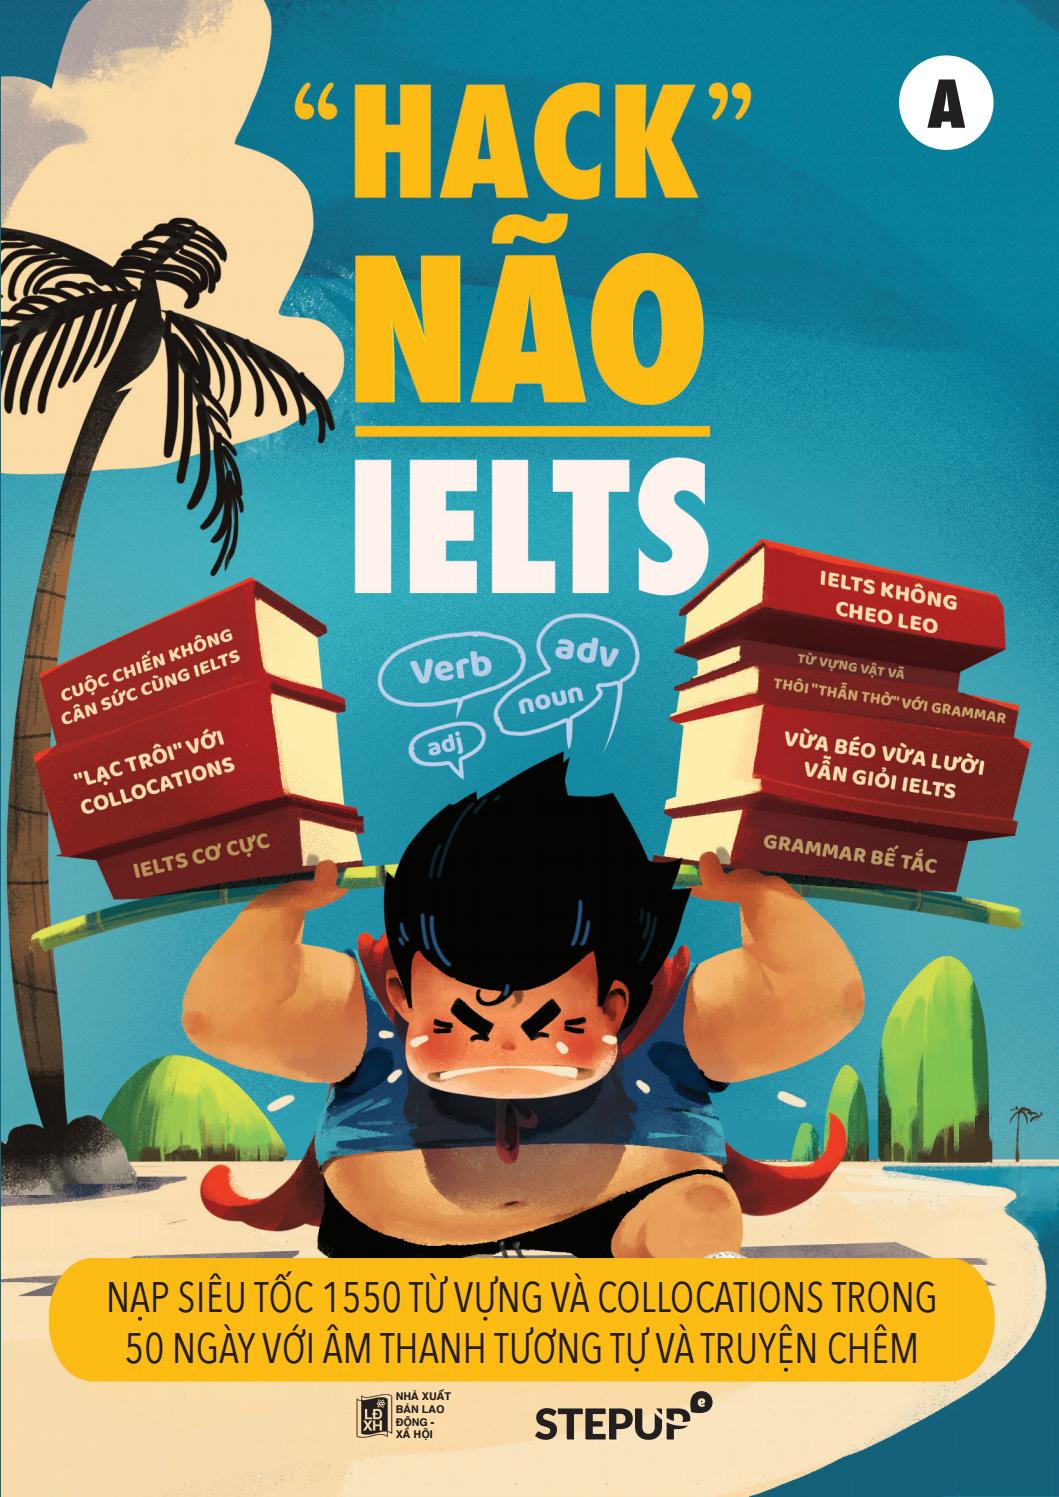 A
"HACK"
NÃO
IELTS
Verb
adv
noun
adj
CUỘC CHIẾN KHÔNG
CÂN SỨC CÙNG IELTS
"LẠC TRÔI" VỚI
COLLOCATIONS
IELTS CƠ CỰC
IELTS KHÔNG
CHEO LEO
TỪ VỰNG VẬT VÃ
THÔI "THẪN THỜ" VỚI GRAMMAR
VỪA BÉO VỪA LƯỜI
VẪN GIỎI IELTS
GRAMMAR BẾ TẮC
NẠP SIÊU TỐC 1550 TỪ VỰNG VÀ COLLOCATIONS TRONG
50 NGÀY VỚI ÂM THANH TƯƠNG TỰ VÀ TRUYỆN CHÊM
LĐ
XH
NHÀ XUẤT
BẢN LAO
ĐỘNG -
XÃ HỘI
STEPUP e